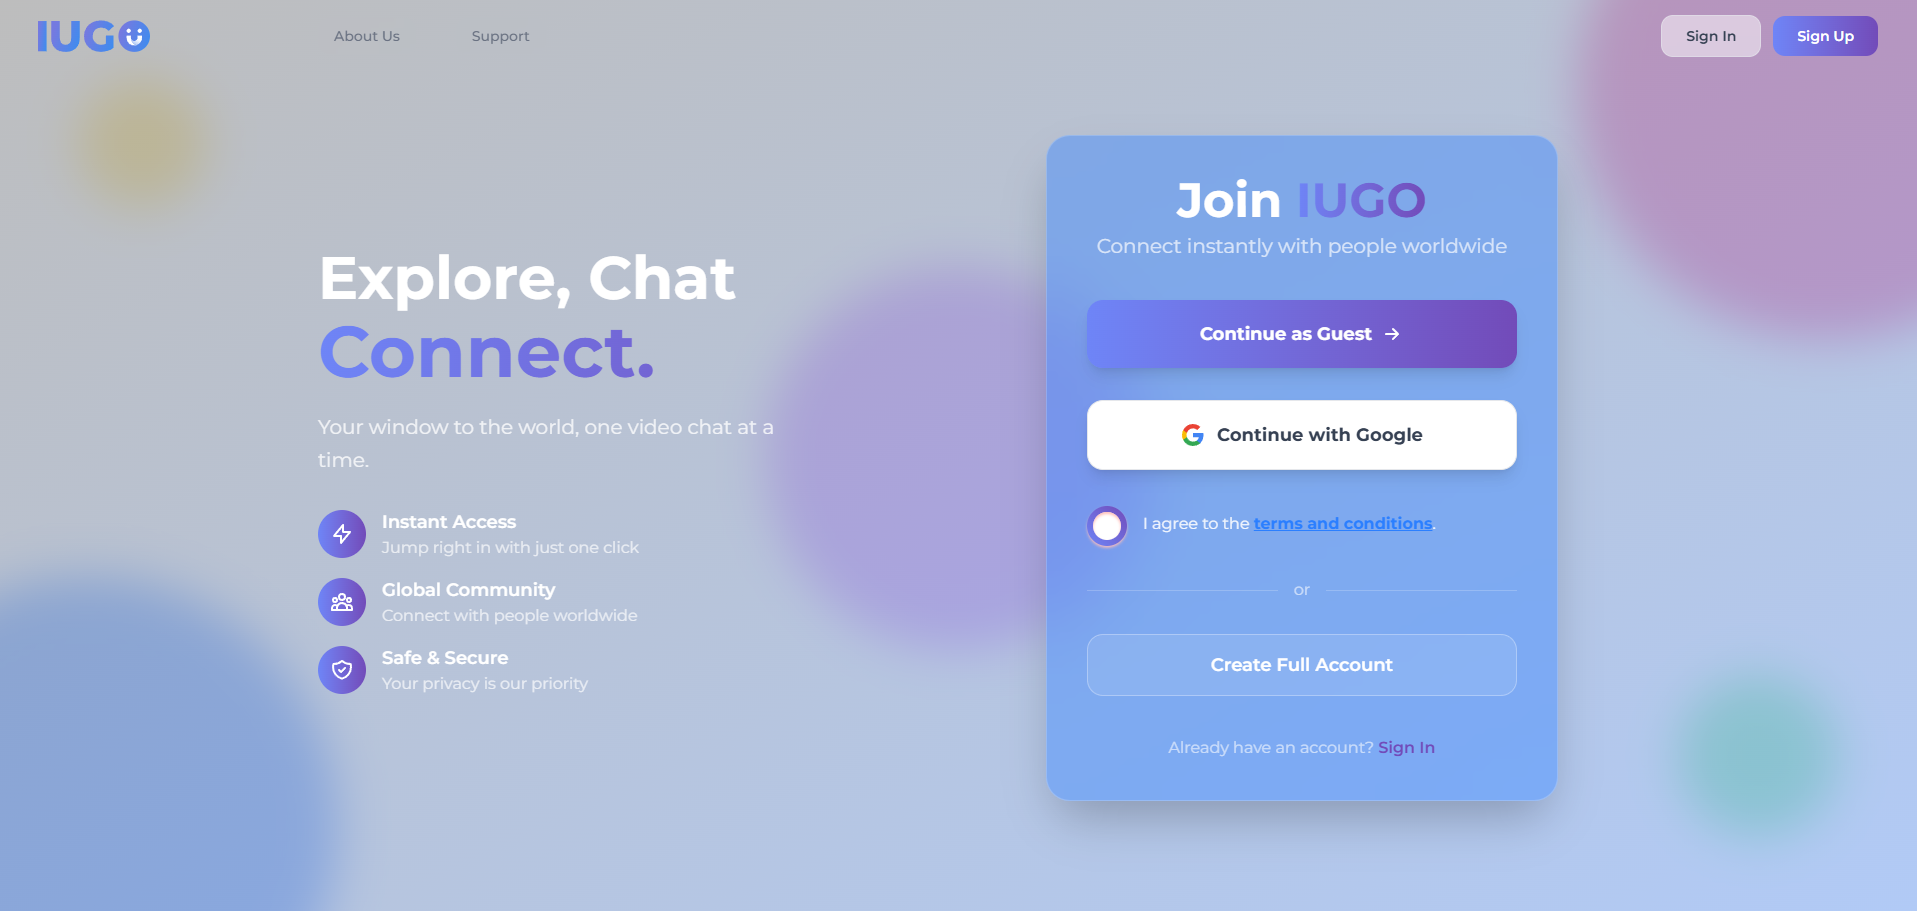 IUGO
About Us
Support
Sign In
Sign Up
Explore, Chat
Connect.
Your window to the world, one video chat at a
time.
Instant Access
Jump right in with just one click
Global Community
Connect with people worldwide
Safe & Secure
Your privacy is our priority
Join IUGO
Connect instantly with people worldwide
Continue as Guest →
Continue with Google
I agree to the terms and conditions.
or
Create Full Account
Already have an account? Sign In